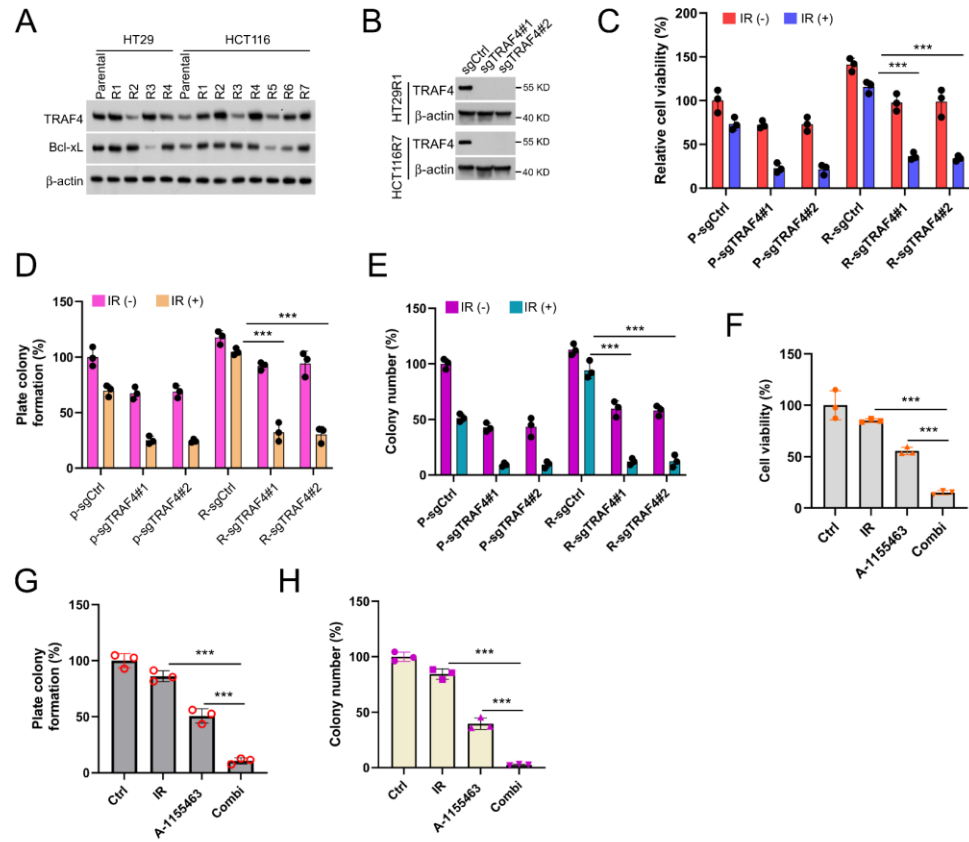 A
HT29
HCT116
Parental
R1
R2
R3
R4
Parental
R1
R2
R3
R4
R5
R6
R7
TRAF4
Bcl-xL
β-actin
B
sgCtrl
sgTRAF4#1
sgTRAF4#2
HT29R1
TRAF4
55 KD
β-actin
40 KD
HCT116R7
TRAF4
55 KD
β-actin
40 KD
C
IR (-) IR (+)
Relative cell viability (%)
200
150
100
50
0
***
***
P-sgCtrl
P-sgTRAF4#1
P-sgTRAF4#2
R-sgCtrl
R-sgTRAF4#1
R-sgTRAF4#2
D
IR (-) IR (+)
Plate colony
formation (%)
150
100
50
0
***
***
p-sgCtrl
p-sgTRAF4#1
p-sgTRAF4#2
R-sgCtrl
R-sgTRAF4#1
R-sgTRAF4#2
E
IR (-) IR (+)
Colony number (%)
150
100
50
0
***
***
P-sgCtrl
P-sgTRAF4#1
P-sgTRAF4#2
R-sgCtrl
R-sgTRAF4#1
R-sgTRAF4#2
F
Cell viability (%)
150
100
50
0
***
***
Ctrl
IR
A-1155463
Combi
G
Plate colony
formation (%)
150
100
50
0
***
***
Ctrl
IR
A-1155463
Combi
H
Colony number (%)
150
100
50
0
***
***
Ctrl
IR
A-1155463
Combi